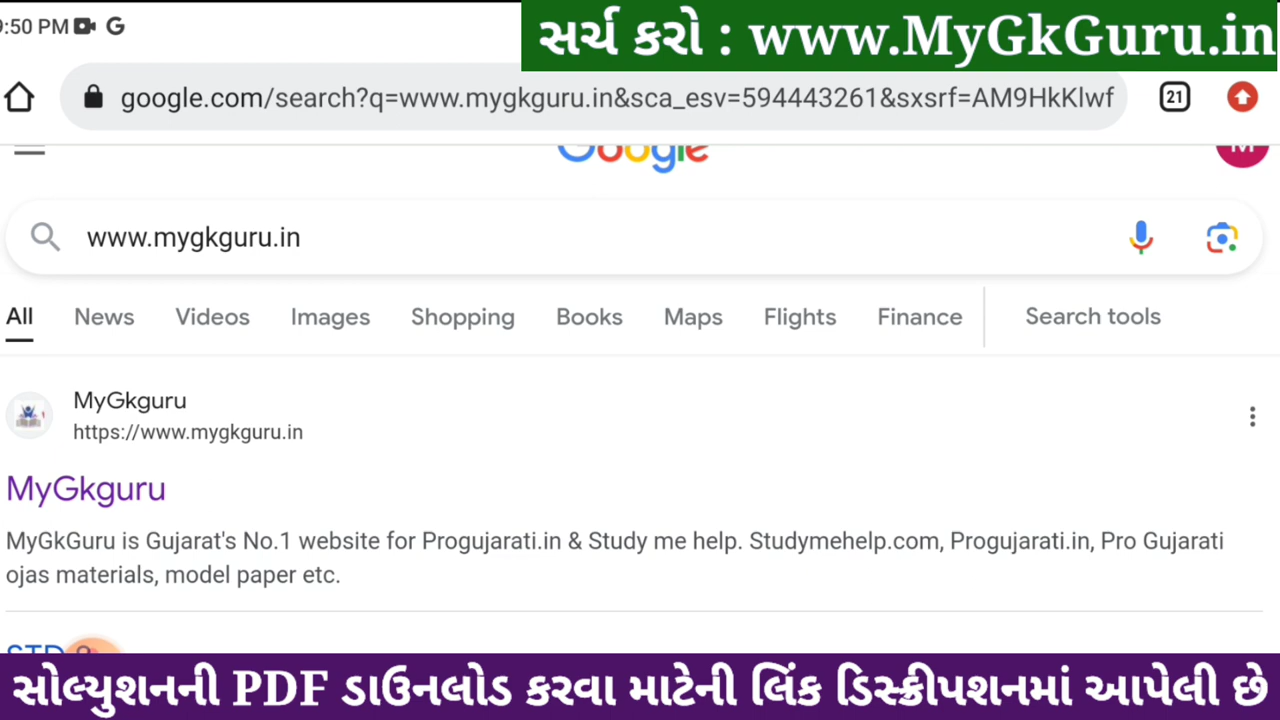 સર્ચ કરો : www.MyGkGuru.in
:50 PM
google.com/search?q=www.mygkguru.in&sca_esv=594443261&sxsrf=AM9HkKlwf
21
Google
M
www.mygkguru.in
All News Videos Images Shopping Books Maps Flights Finance Search tools
MyGkguru
https://www.mygkguru.in
MyGkguru
MyGkGuru is Gujarat's No.1 website for Progujarati.in & Study me help. Studymehelp.com, Progujarati.in, Pro Gujarati
ojas materials, model paper etc.
STD
સોલ્યુશનની PDF ડાઉનલોડ કરવા માટેની લિંક ડિસ્ક્રીપશનમાં આપેલી છે